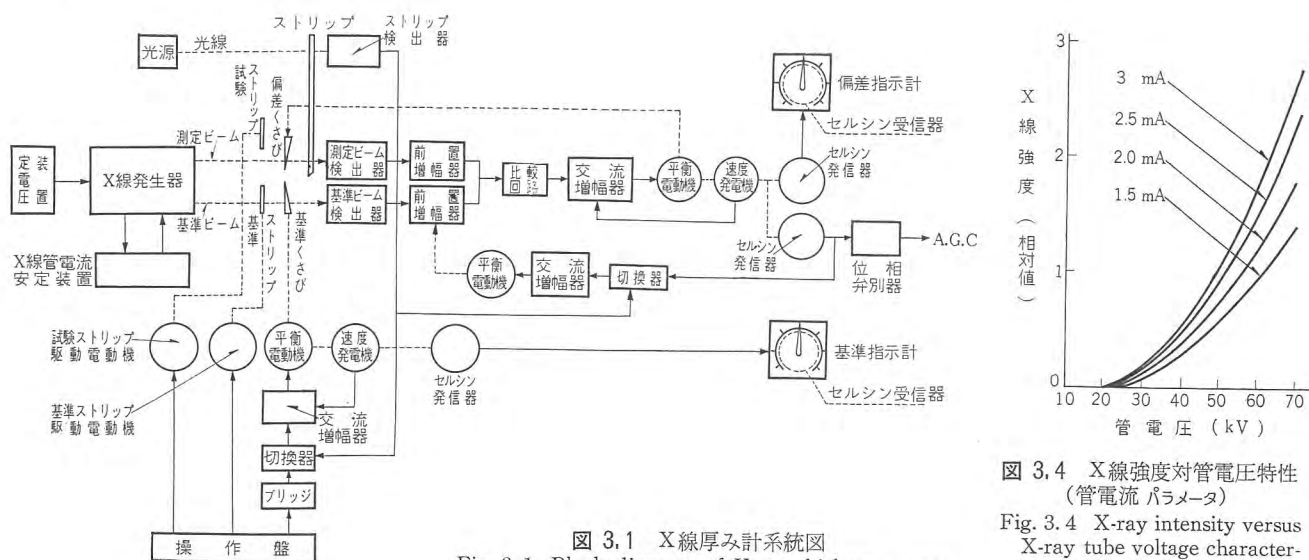 ストリップ
ストリップ
検出器
光源
光線
試験
ストリップ
偏差くさび
測定ビーム
基準ビーム
定電圧装置
X線発生器
X線管電流
安定装置
基準
ストリップ
基準くさび
測定ビーム
検出器
基準ビーム
検出器
前置
増幅器
前置
増幅器
比較
回路
交流
増幅器
平衡
電動機
速度
発電機
セルシン
発信器
偏差指示計
セルシン受信器
セルシン
発信器
位相
弁別器
A.G.C
平衡
電動機
交流
増幅器
切換器
試験ストリップ
駆動電動機
基準ストリップ
駆動電動機
平衡
電動機
速度
発電機
セルシン
発信器
基準指示計
セルシン受信器
交流
増幅器
切換器
ブリッジ
操作盤
図 3.1 X線厚み計系統図
X線強度(相対値)
3
2
1
0
3 mA
2.5 mA
2.0 mA
1.5 mA
10 20 30 40 50 60 70
管電圧 (kV)
図 3.4 X線強度対管電圧特性
(管電流 パラメータ)
Fig. 3.4 X-ray intensity versus
X-ray tube voltage character-